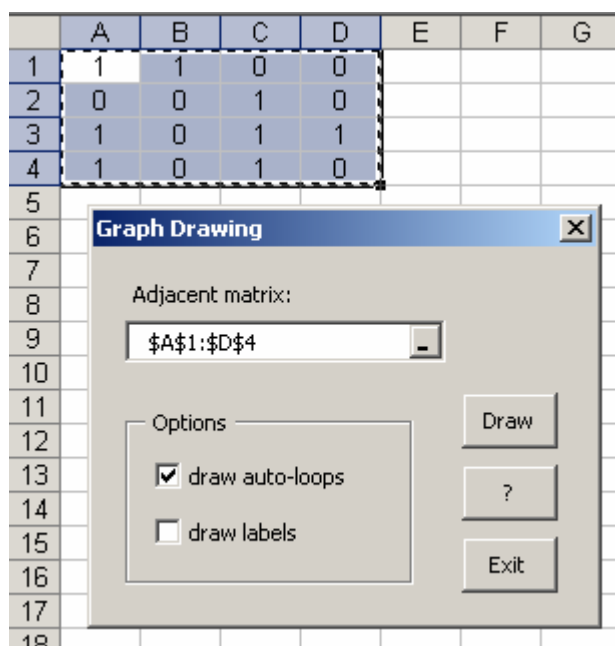 A B C D E F G
1 1 1 0 0
2 0 0 1 0
3 1 0 1 1
4 1 0 1 0
5
6
7
8
9
10
11
12
13
14
15
16
17
18
Graph Drawing
Adjacent matrix:
$A$1:$D$4
Options
draw auto-loops
draw labels
Draw
?
Exit